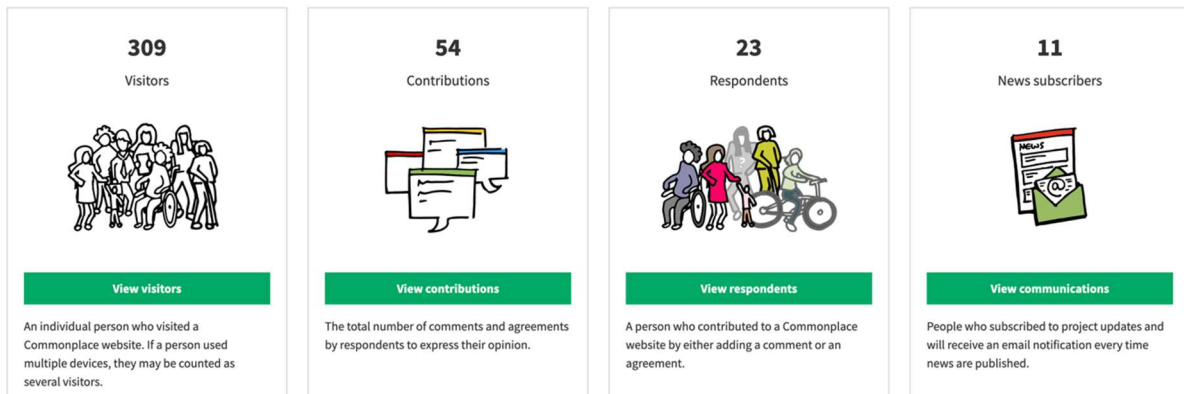 309
Visitors
View visitors
An individual person who visited a
Commonplace website. If a person used
multiple devices, they may be counted as
several visitors.
54
Contributions
View contributions
The total number of comments and agreements
by respondents to express their opinion.
23
Respondents
?
View respondents
A person who contributed to a Commonplace
website by either adding a comment or an
agreement.
11
News subscribers
NEWS
@
View communications
People who subscribed to project updates and
will receive an email notification every time
news are published.